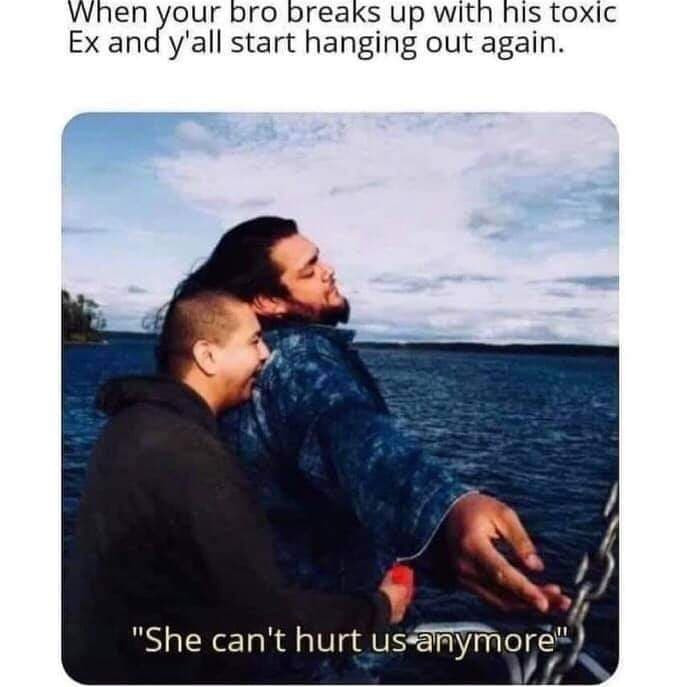 When your bro breaks up with his toxic
Ex and y'all start hanging out again.
"She can't hurt us anymore"